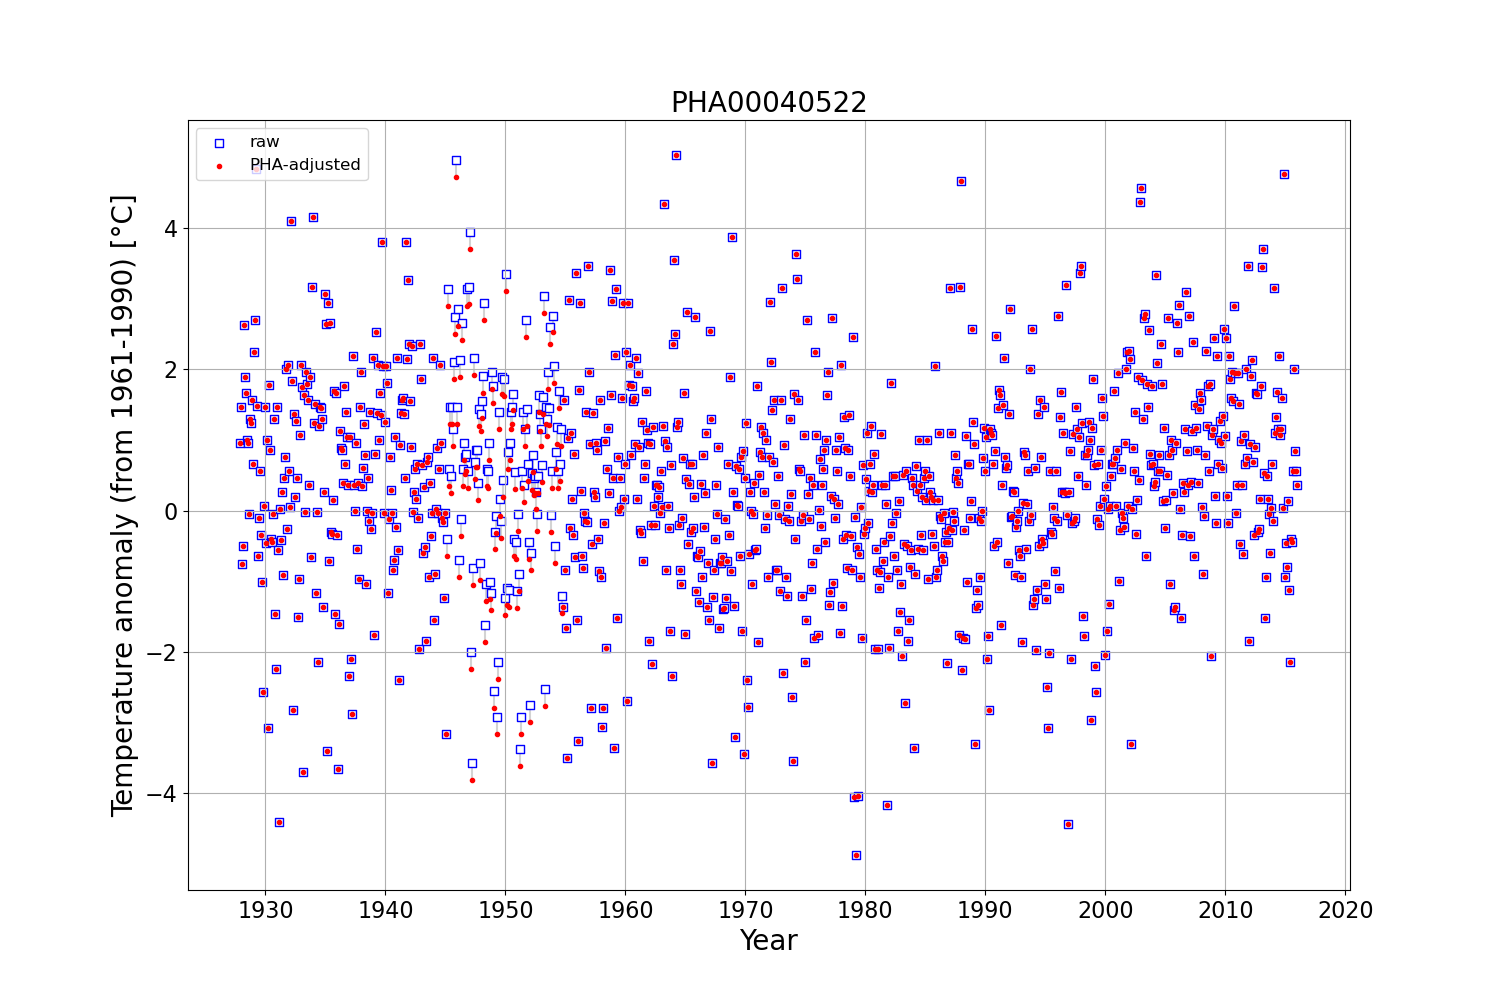 PHA00040522
raw
PHA-adjusted
Temperature anomaly (from 1961-1990) [°C]
4
2
0
−2
−4
1930 1940 1950 1960 1970 1980 1990 2000 2010 2020
Year